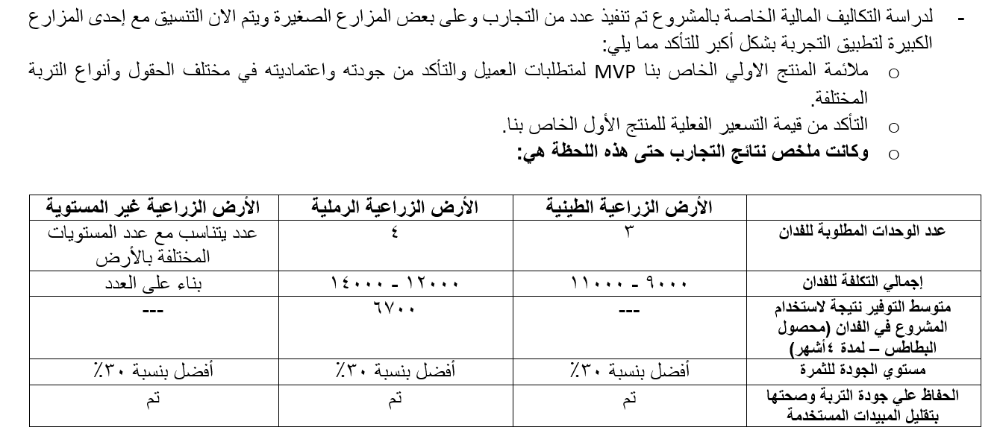 - لدراسة التكاليف المالية الخاصة بالمشروع تم تنفيذ عدد من التجارب وعلى بعض المزارع الصغيرة ويتم الان التنسيق مع إحدى المزارع
الكبيرة لتطبيق التجربة بشكل أكبر للتأكد مما يلي:
o ملائمة المنتج الاولي الخاص بنا MVP لمتطلبات العميل والتأكد من جودته واعتماديته في مختلف الحقول وأنواع التربة
المختلفة.
o التأكد من قيمة التسعير الفعلية للمنتج الأول الخاص بنا.
o وكانت ملخص نتائج التجارب حتى هذه اللحظة هي:
الأرض الزراعية الطينية الأرض الزراعية الرملية الأرض الزراعية غير المستوية
عدد الوحدات المطلوبة للفدان ٣ ٤ عدد يتناسب مع عدد المستويات
المختلفة بالأرض
إجمالي التكلفة للفدان ٩٠٠٠ - ١١٠٠٠ ١٢٠٠٠ - ١٤٠٠٠ بناء على العدد
متوسط التوفير نتيجة لاستخدام --- ٦٧٠٠ ---
المشروع في الفدان (محصول
البطاطس – لمدة ٤أشهر)
مستوي الجودة للثمرة أفضل بنسبة ٣٠٪ أفضل بنسبة ٣٠٪ أفضل بنسبة ٣٠٪
الحفاظ علي جودة التربة وصحتها تم تم تم
بتقليل المبيدات المستخدمة